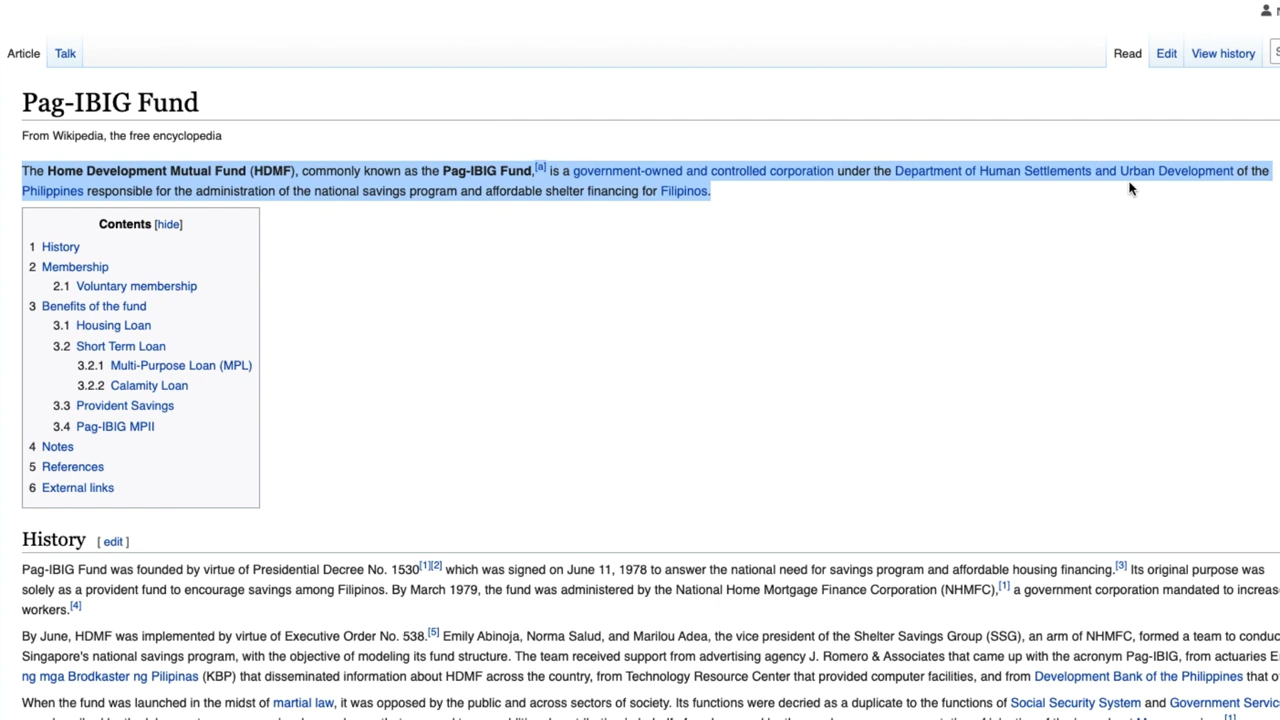 Article Talk Read Edit View history
Pag-IBIG Fund
From Wikipedia, the free encyclopedia
The Home Development Mutual Fund (HDMF), commonly known as the Pag-IBIG Fund,[a] is a government-owned and controlled corporation under the Department of Human Settlements and Urban Development of the
Philippines responsible for the administration of the national savings program and affordable shelter financing for Filipinos.
Contents [hide]
1 History
2 Membership
2.1 Voluntary membership
3 Benefits of the fund
3.1 Housing Loan
3.2 Short Term Loan
3.2.1 Multi-Purpose Loan (MPL)
3.2.2 Calamity Loan
3.3 Provident Savings
3.4 Pag-IBIG MPII
4 Notes
5 References
6 External links
History [ edit ]
Pag-IBIG Fund was founded by virtue of Presidential Decree No. 1530[1][2] which was signed on June 11, 1978 to answer the national need for savings program and affordable housing financing.[3] Its original purpose was
solely as a provident fund to encourage savings among Filipinos. By March 1979, the fund was administered by the National Home Mortgage Finance Corporation (NHMFC),[1] a government corporation mandated to
workers.[4]
By June, HDMF was implemented by virtue of Executive Order No. 538.[5] Emily Abinoja, Norma Salud, and Marilou Adea, the vice president of the Shelter Savings Group (SSG), an arm of NHMFC, formed a team to
Singapore's national savings program, with the objective of modeling its fund structure. The team received support from advertising agency J. Romero & Associates that came up with the acronym Pag-IBIG, from actuaries
ng mga Brodkaster ng Pilipinas (KBP) that disseminated information about HDMF across the country, from Technology Resource Center that provided computer facilities, and from Development Bank of the Philippines that
When the fund was launched in the midst of martial law, it was opposed by the public and across sectors of society. Its functions were decried as a duplicate to the functions of Social Security System and Government